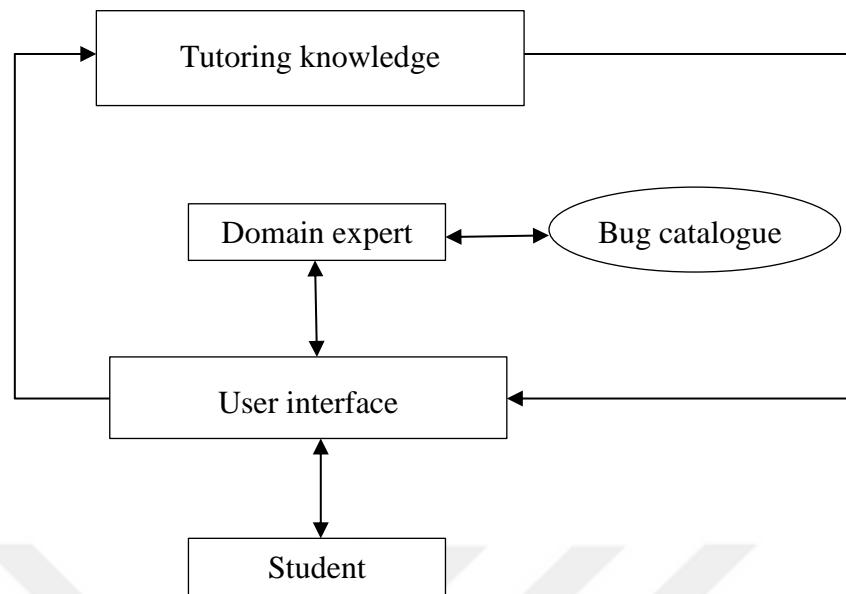 Tutoring knowledge
Domain expert
Bug catalogue
User interface
Student